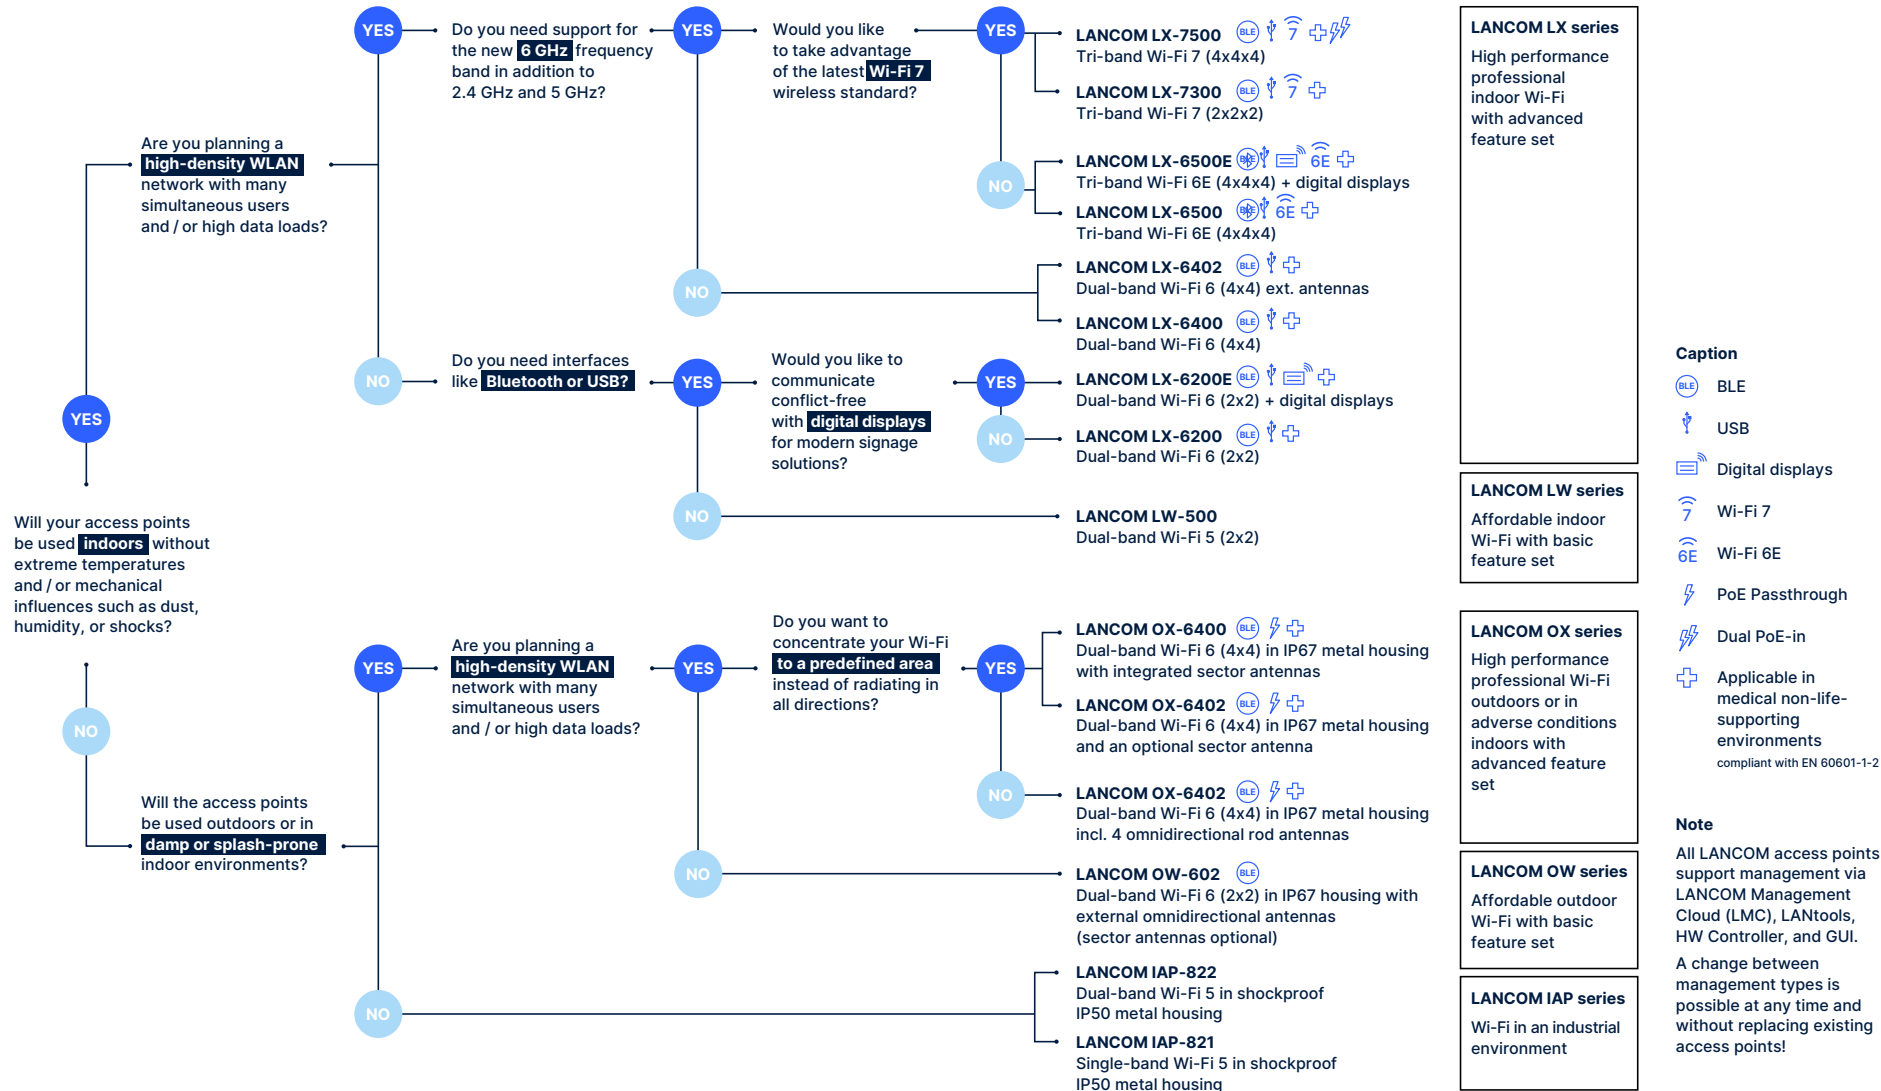 Will your access points
be used indoors without
extreme temperatures
and / or mechanical
influences such as dust,
humidity, or shocks?
YES
NO
Are you planning a
high-density WLAN
network with many
simultaneous users
and / or high data loads?
YES
NO
Do you need support for
the new 6 GHz frequency
band in addition to
2.4 GHz and 5 GHz?
YES
NO
Would you like
to take advantage
of the latest Wi-Fi 7
wireless standard?
YES
NO
LANCOM LX-7500 BLE 7
Tri-band Wi-Fi 7 (4x4x4)
LANCOM LX-7300 BLE 7
Tri-band Wi-Fi 7 (2x2x2)
LANCOM LX-6500E BLE 6E
Tri-band Wi-Fi 6E (4x4x4) + digital displays
LANCOM LX-6500 BLE 6E
Tri-band Wi-Fi 6E (4x4x4)
LANCOM LX-6402 BLE
Dual-band Wi-Fi 6 (4x4) ext. antennas
LANCOM LX-6400 BLE
Dual-band Wi-Fi 6 (4x4)
Do you need interfaces
like Bluetooth or USB?
YES
NO
Would you like to
communicate
conflict-free
with digital displays
for modern signage
solutions?
YES
NO
LANCOM LX-6200E BLE
Dual-band Wi-Fi 6 (2x2) + digital displays
LANCOM LX-6200 BLE
Dual-band Wi-Fi 6 (2x2)
LANCOM LW-500
Dual-band Wi-Fi 5 (2x2)
Will the access points
be used outdoors or in
damp or splash-prone
indoor environments?
YES
NO
Are you planning a
high-density WLAN
network with many
simultaneous users
and / or high data loads?
YES
NO
Do you want to
concentrate your Wi-Fi
to a predefined area
instead of radiating in
all directions?
YES
NO
LANCOM OX-6400 BLE
Dual-band Wi-Fi 6 (4x4) in IP67 metal housing
with integrated sector antennas
LANCOM OX-6402 BLE
Dual-band Wi-Fi 6 (4x4) in IP67 metal housing
and an optional sector antenna
LANCOM OX-6402 BLE
Dual-band Wi-Fi 6 (4x4) in IP67 metal housing
incl. 4 omnidirectional rod antennas
LANCOM OW-602 BLE
Dual-band Wi-Fi 6 (2x2) in IP67 housing with
external omnidirectional antennas
(sector antennas optional)
LANCOM IAP-822
Dual-band Wi-Fi 5 in shockproof
IP50 metal housing
LANCOM IAP-821
Single-band Wi-Fi 5 in shockproof
IP50 metal housing
LANCOM LX series
High performance
professional
indoor Wi-Fi
with advanced
feature set
LANCOM LW series
Affordable indoor
Wi-Fi with basic
feature set
LANCOM OX series
High performance
professional Wi-Fi
outdoors or in
adverse conditions
indoors with
advanced feature
set
LANCOM OW series
Affordable outdoor
Wi-Fi with basic
feature set
LANCOM IAP series
Wi-Fi in an industrial
environment
Caption
BLE BLE
USB
Digital displays
7 Wi-Fi 7
6E Wi-Fi 6E
PoE Passthrough
Dual PoE-in
Applicable in
medical non-life-
supporting
environments
compliant with EN 60601-1-2
Note
All LANCOM access points
support management via
LANCOM Management
Cloud (LMC), LANtools,
HW Controller, and GUI.
A change between
management types is
possible at any time and
without replacing existing
access points!